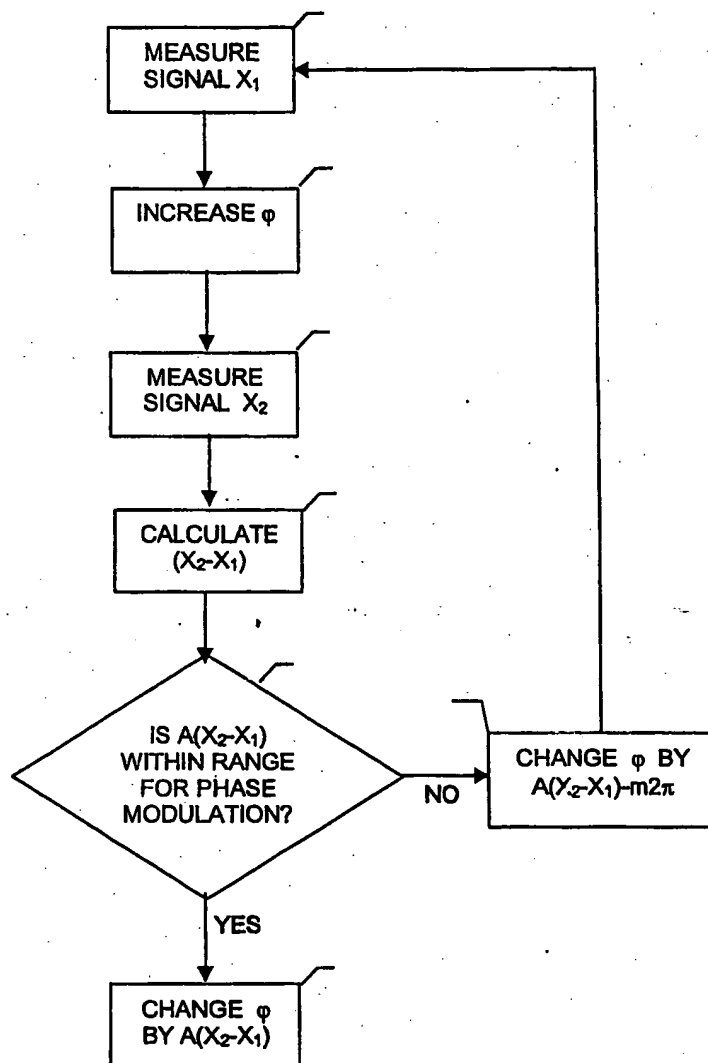 MEASURE
SIGNAL X₁
INCREASE φ
MEASURE
SIGNAL X₂
CALCULATE
(X₂-X₁)
IS A(X₂-X₁)
WITHIN RANGE
FOR PHASE
MODULATION?
NO
CHANGE φ BY
A(X₂-X₁)-m2π
YES
CHANGE φ
BY A(X₂-X₁)